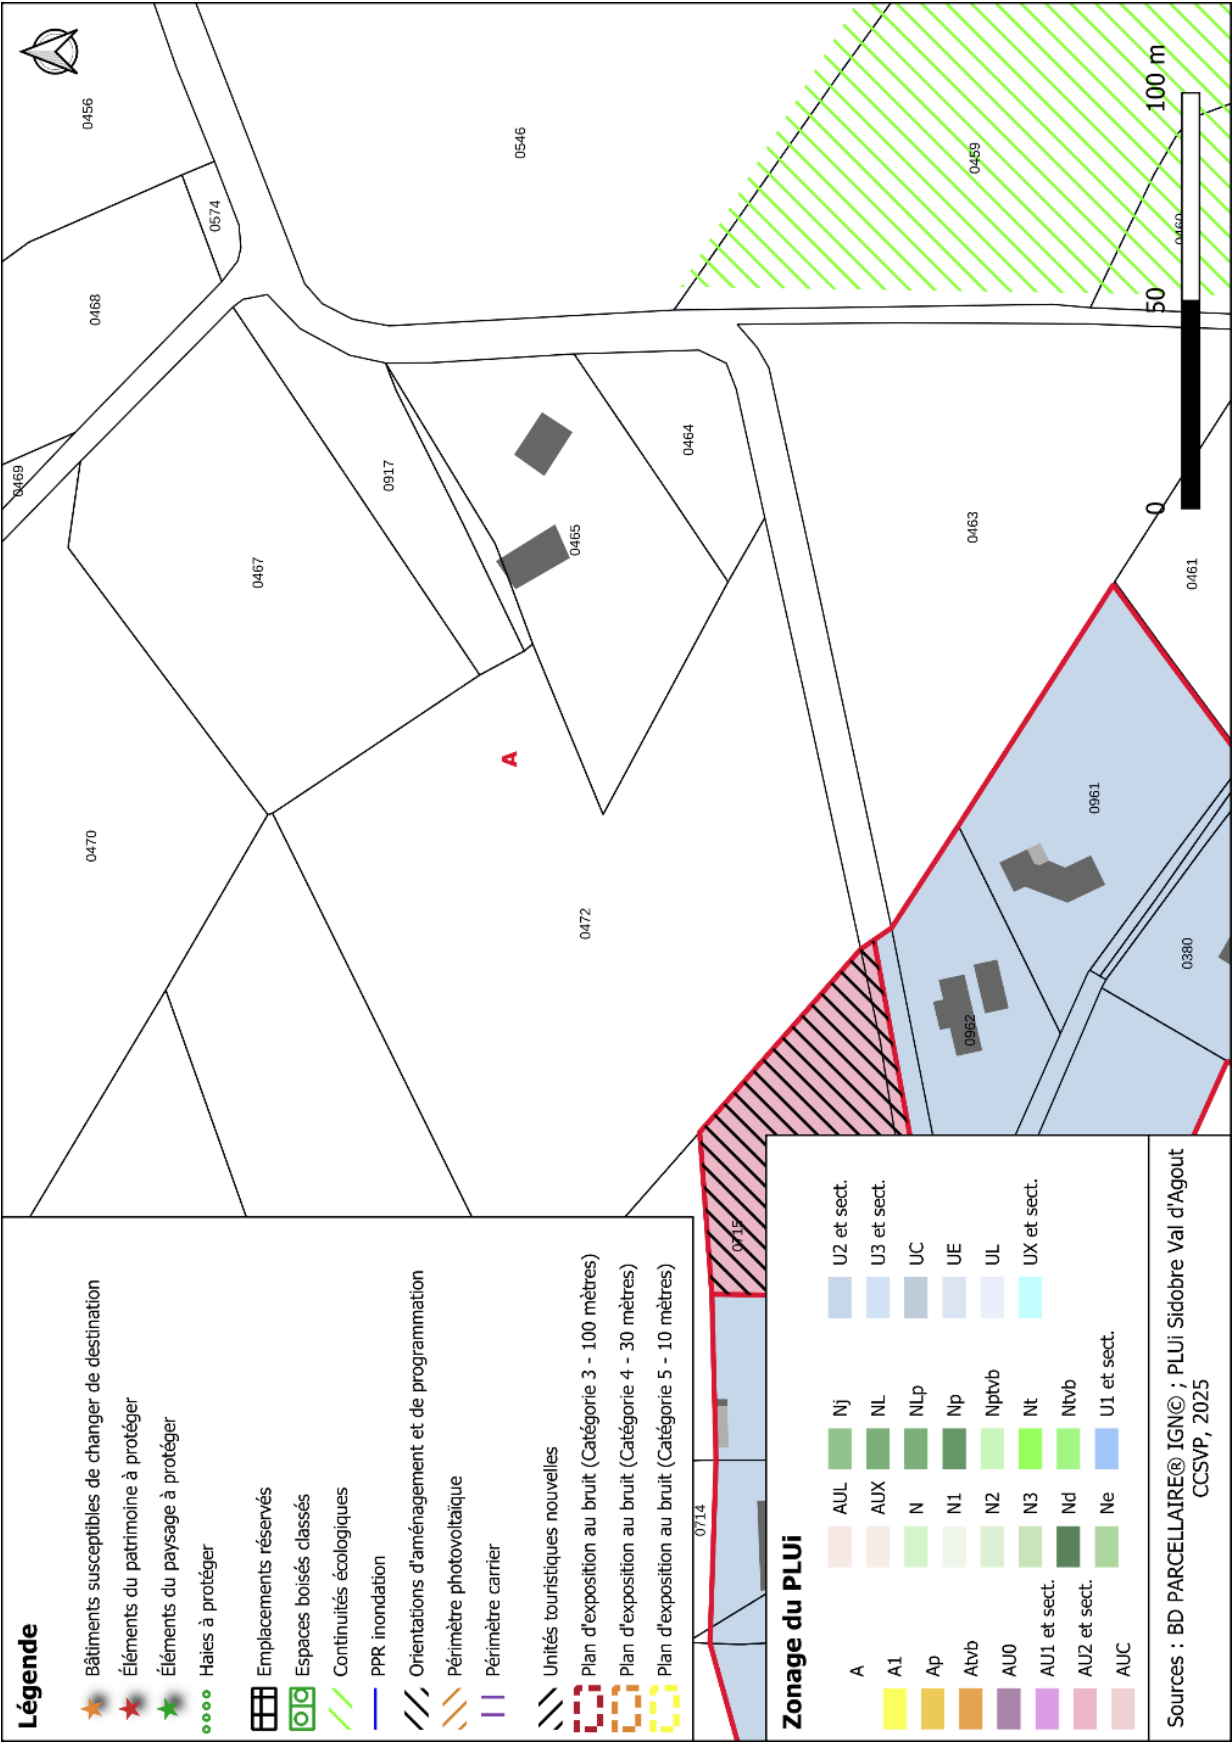 Légende
Bâtiments susceptibles de changer de destination
Éléments du patrimoine à protéger
Éléments du paysage à protéger
Haies à protéger
Emplacements réservés
Espaces boisés classés
Continuités écologiques
PPR inondation
Orientations d'aménagement et de programmation
Périmètre photovoltaïque
Périmètre carrier
Unités touristiques nouvelles
Plan d'exposition au bruit (Catégorie 3 - 100 mètres)
Plan d'exposition au bruit (Catégorie 4 - 30 mètres)
Plan d'exposition au bruit (Catégorie 5 - 10 mètres)
Zonage du PLUi
A
A1
Ap
Atvb
AU0
AU1 et sect.
AU2 et sect.
AUC
AUL
AUX
N
N1
N2
N3
Nd
Ne
Nj
NL
NLp
Np
Nptvb
Nt
Ntvb
U1 et sect.
U2 et sect.
U3 et sect.
UC
UE
UL
UX et sect.
Sources : BD PARCELLAIRE® IGN© ; PLUi Sidobre Val d'Agout
CCSVP, 2025
0469
0470
0468
0456
0574
0467
0917
A
0546
0472
0465
0464
0714
0715
0962
0463
0459
0961
0460
0380
0461
0 50 100 m